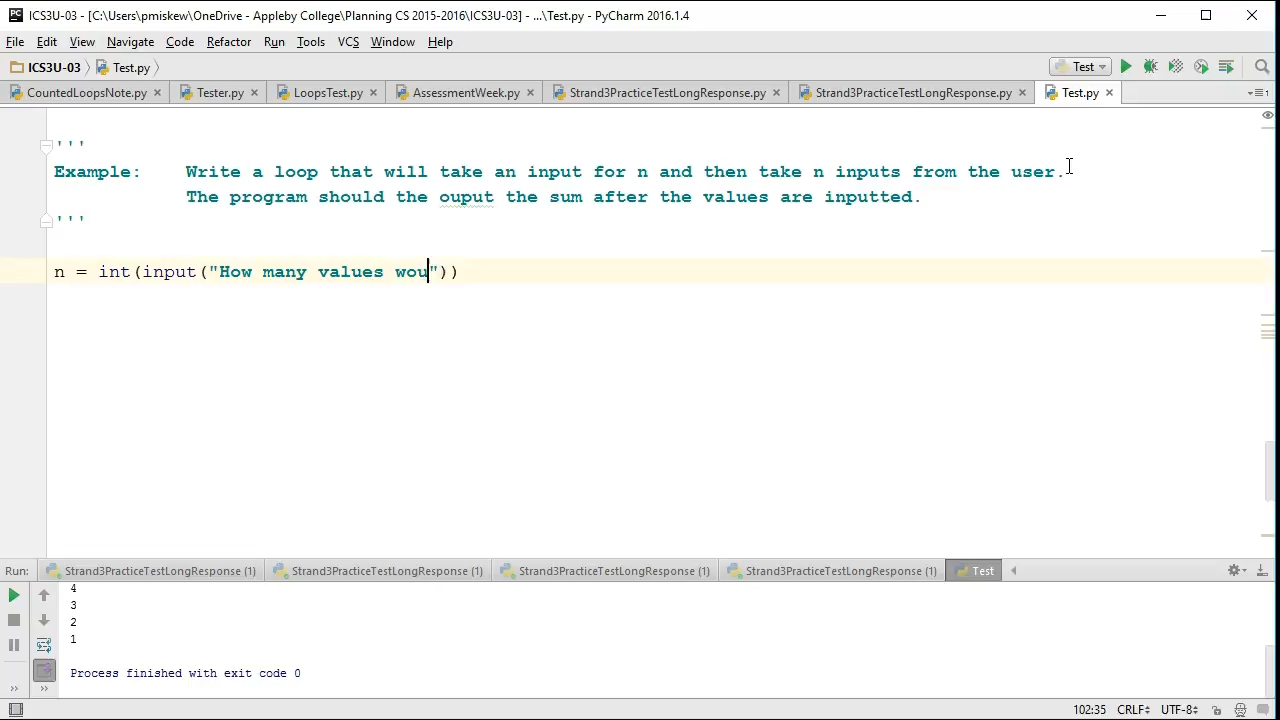 ICS3U-03 - [C:\Users\pmiskew\OneDrive - Appleby College\Planning CS 2015-2016\ICS3U-03] - ...\Test.py - PyCharm 2016.1.4
File Edit View Navigate Code Refactor Run Tools VCS Window Help
ICS3U-03 Test.py Test
CountedLoopsNote.py Tester.py LoopsTest.py AssessmentWeek.py Strand3PracticeTestLongResponse.py Strand3PracticeTestLongResponse.py Test.py
'''
Example: Write a loop that will take an input for n and then take n inputs from the user.
The program should the ouput the sum after the values are inputted.
'''
n = int(input("How many values wou"))
Run: Strand3PracticeTestLongResponse (1) Strand3PracticeTestLongResponse (1) Strand3PracticeTestLongResponse (1) Strand3PracticeTestLongResponse (1) Test
4
3
2
1
Process finished with exit code 0
102:35 CRLF UTF-8